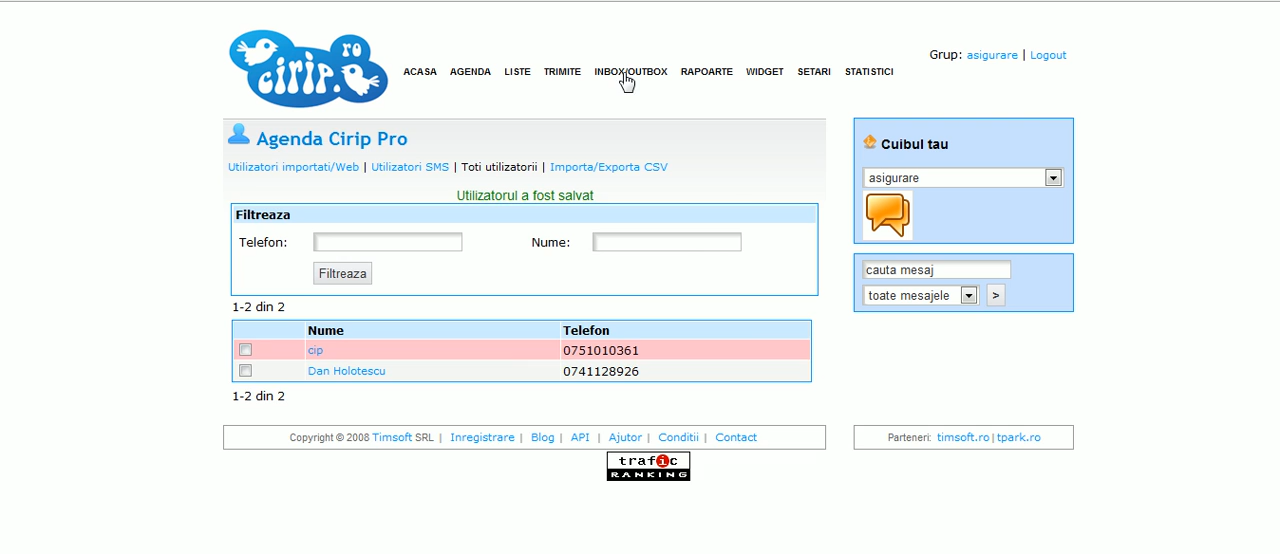 cirip.ro
ACASA AGENDA LISTE TRIMITE INBOX/OUTBOX RAPOARTE WIDGET SETARI STATISTICI
Grup: asigurare | Logout
Agenda Cirip Pro
Utilizatori importati/Web | Utilizatori SMS | Toti utilizatorii | Importa/Exporta CSV
Utilizatorul a fost salvat
Filtreaza
Telefon: Nume:
Filtreaza
1-2 din 2
Nume Telefon
cip 0751010361
Dan Holotescu 0741128926
1-2 din 2
Cuibul tau
asigurare
cauta mesaj
toate mesajele >
Copyright © 2008 Timsoft SRL | Inregistrare | Blog | API | Ajutor | Conditii | Contact
Parteneri: timsoft.ro | tpark.ro
trafic
RANKING